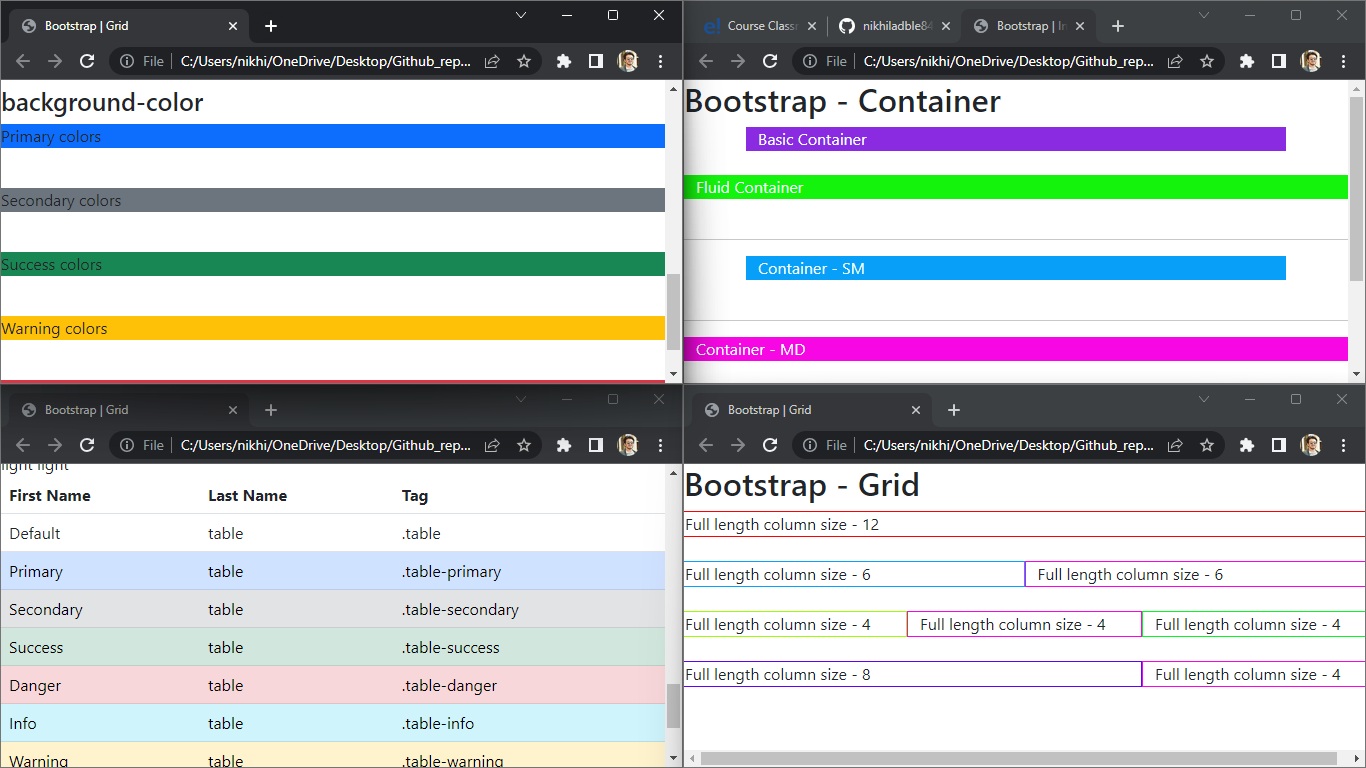 Bootstrap | Grid
File C:/Users/nikhi/OneDrive/Desktop/Github_rep...
background-color
Primary colors
Secondary colors
Success colors
Warning colors
e! Course Classr
nikhiladble84
Bootstrap | In
File C:/Users/nikhi/OneDrive/Desktop/Github_rep...
Bootstrap - Container
Basic Container
Fluid Container
Container - SM
Container - MD
Bootstrap | Grid
File C:/Users/nikhi/OneDrive/Desktop/Github_rep...
light light
First Name Last Name Tag
Default table .table
Primary table .table-primary
Secondary table .table-secondary
Success table .table-success
Danger table .table-danger
Info table .table-info
Warning table .table-warning
Bootstrap | Grid
File C:/Users/nikhi/OneDrive/Desktop/Github_rep...
Bootstrap - Grid
Full length column size - 12
Full length column size - 6 Full length column size - 6
Full length column size - 4 Full length column size - 4 Full length column size - 4
Full length column size - 8 Full length column size - 4